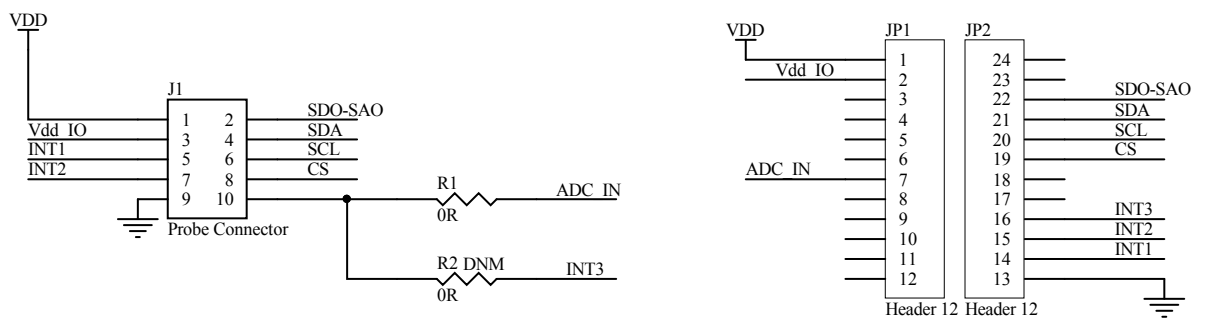 VDD
J1
1 2 SDO-SAO
Vdd_IO 3 4 SDA
INT1 5 6 SCL
INT2 7 8 CS
9 10
Probe Connector
R1
0R
ADC_IN
R2 DNM
0R
INT3
VDD
Vdd_IO
ADC_IN
JP1
1
2
3
4
5
6
7
8
9
10
11
12
Header 12
JP2
24
23
22 SDO-SAO
21 SDA
20 SCL
19 CS
18
17
16 INT3
15 INT2
14 INT1
13
Header 12